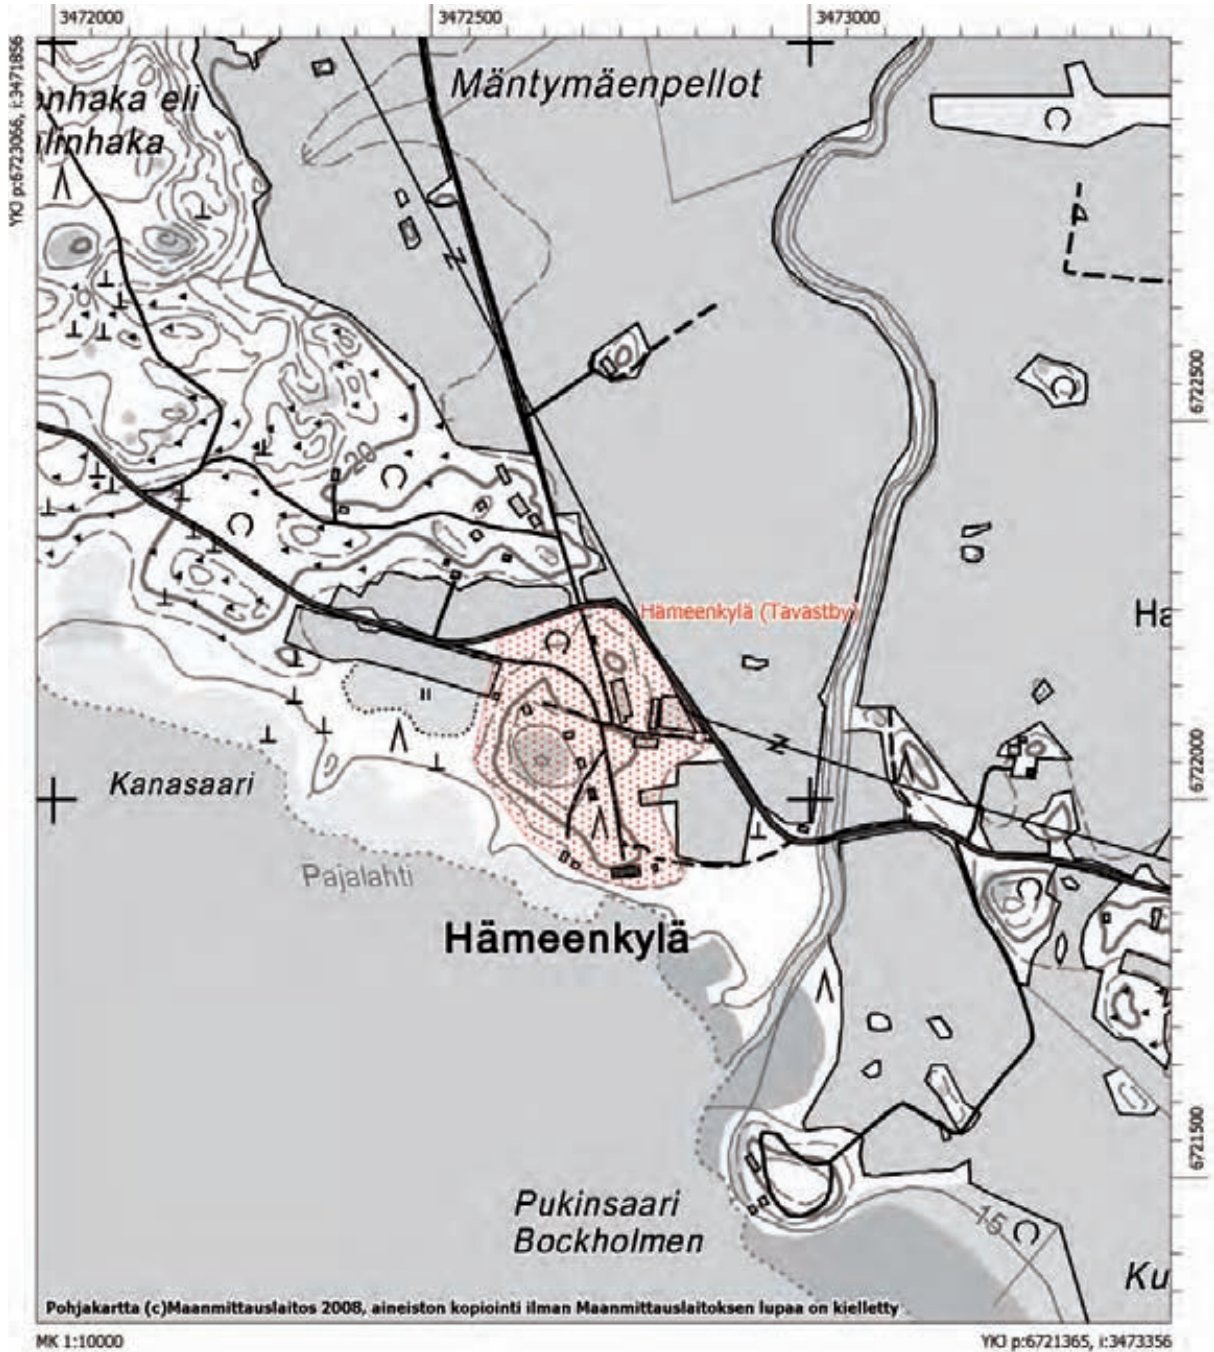 3472000
3472500
3473000
YKJ p:6723066, i:3471856
Mäntymäenpellot
onhaka eli
linhaka
6722500
20
Hämeenkylä (Tavastby)
Ha
6722000
Kanasaari
Pajalahti
Hämeenkylä
6721500
Pukinsaari
Bockholmen
15
Ku
Pohjakartta (c)Maanmittauslaitos 2008, aineiston kopiointi ilman Maanmittauslaitoksen lupaa on kielletty
MK 1:10000
YKJ p:6721365, i:3473356